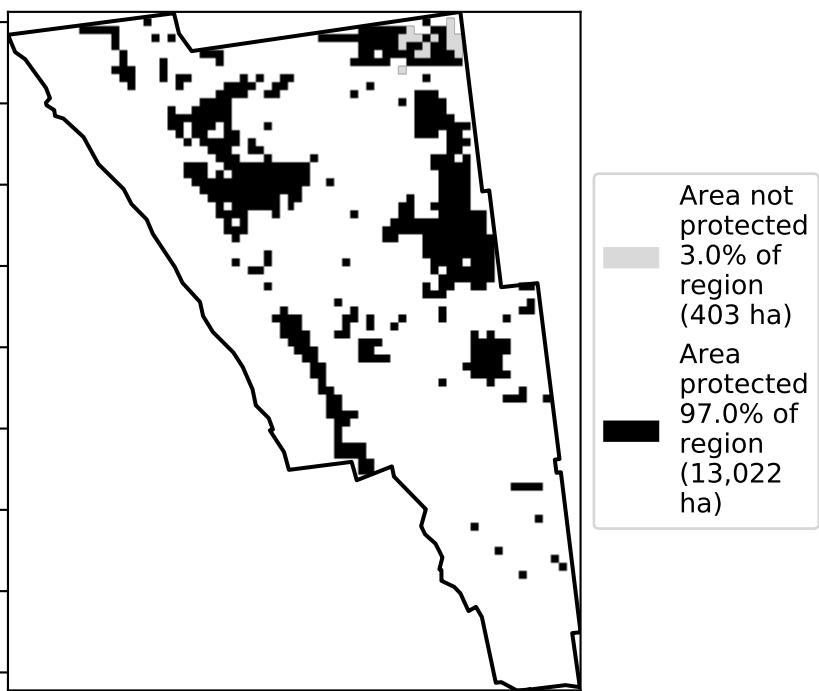 Area not
protected
3.0% of
region
(403 ha)
Area
protected
97.0% of
region
(13,022
ha)